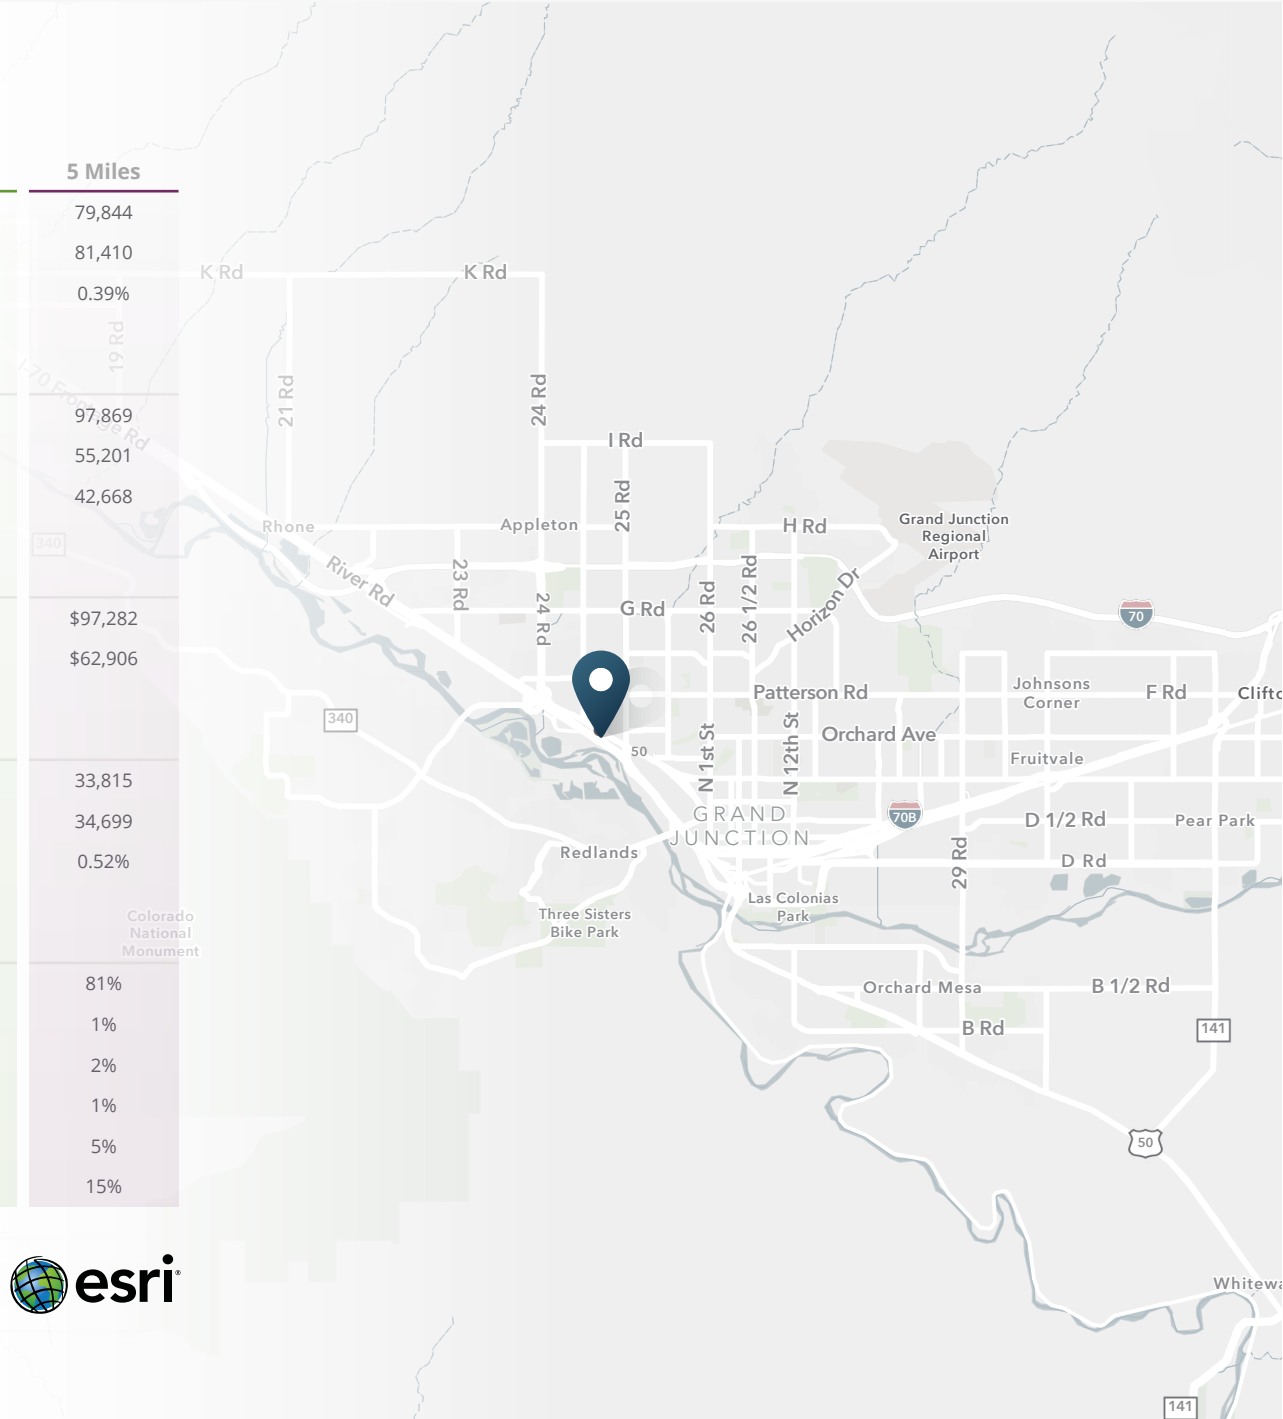 5 Miles
79,844
81,410
0.39%
97,869
55,201
42,668
$97,282
$62,906
33,815
34,699
0.52%
81%
1%
2%
1%
5%
15%
esri
K Rd
K Rd
19 Rd
I-70 Frontage Rd
21 Rd
24 Rd
I Rd
25 Rd
Rhone
Appleton
H Rd
Grand Junction
Regional
Airport
340
River Rd
23 Rd
24 Rd
G Rd
26 Rd
26 1/2 Rd
Horizon Dr
70
Patterson Rd
Johnsons
Corner
F Rd
340
N 1st St
N 12th St
Orchard Ave
50
Fruitvale
GRAND
JUNCTION
70B
D 1/2 Rd
Pear Park
Redlands
29 Rd
D Rd
Las Colonias
Park
Three Sisters
Bike Park
Colorado
National
Monument
Orchard Mesa
B 1/2 Rd
B Rd
141
50
141